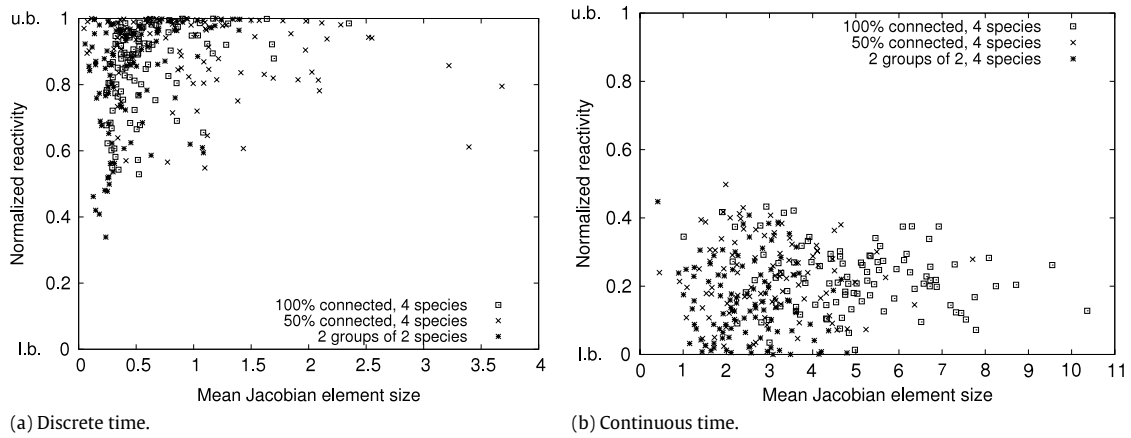 u.b. 1
0.8
0.6
0.4
0.2
l.b. 0
0 0.5 1 1.5 2 2.5 3 3.5 4
Normalized reactivity
Mean Jacobian element size
100% connected, 4 species
50% connected, 4 species
2 groups of 2 species
(a) Discrete time.
u.b. 1
0.8
0.6
0.4
0.2
l.b. 0
0 1 2 3 4 5 6 7 8 9 10 11
Normalized reactivity
Mean Jacobian element size
100% connected, 4 species
50% connected, 4 species
2 groups of 2, 4 species
(b) Continuous time.